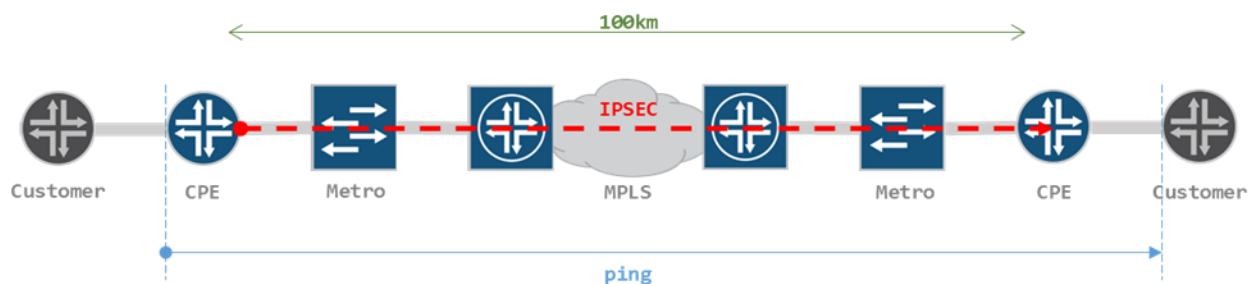 100km
IPSEC
Customer
CPE
Metro
MPLS
Metro
CPE
Customer
ping